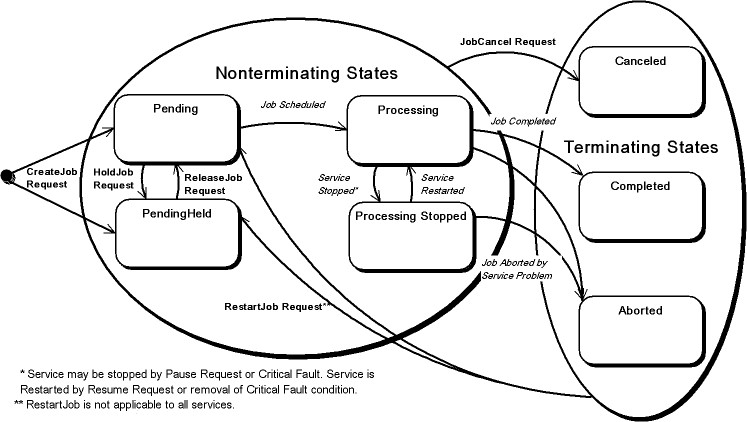 JobCancel Request
Nonterminating States
Canceled
Pending
Job Scheduled
Processing
Job Completed
Terminating States
CreateJob
Request
HoldJob
Request
ReleaseJob
Request
Service
Stopped*
Service
Restarted
Completed
PendingHeld
Processing Stopped
Job Aborted by
Service Problem
RestartJob Request**
Aborted
* Service may be stopped by Pause Request or Critical Fault. Service is
Restarted by Resume Request or removal of Critical Fault condition.
** RestartJob is not applicable to all services.